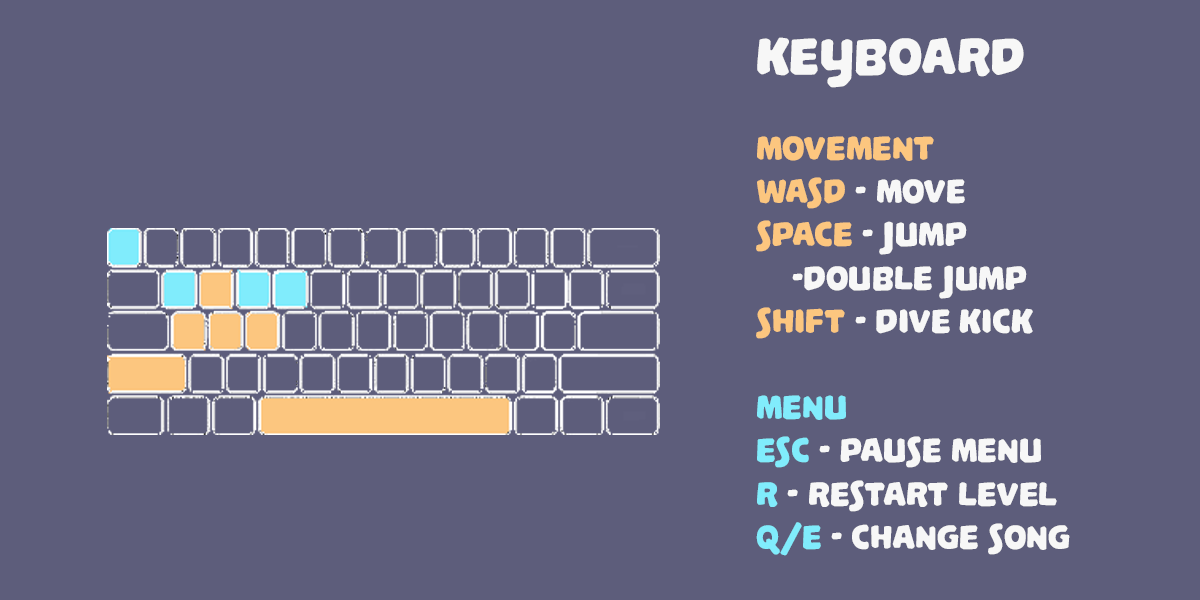 KEYBOARD
MOVEMENT
WASD - MOVE
SPACE - JUMP
-DOUBLE JUMP
SHIFT - DIVE KICK
MENU
ESC - PAUSE MENU
R - RESTART LEVEL
Q/E - CHANGE SONG